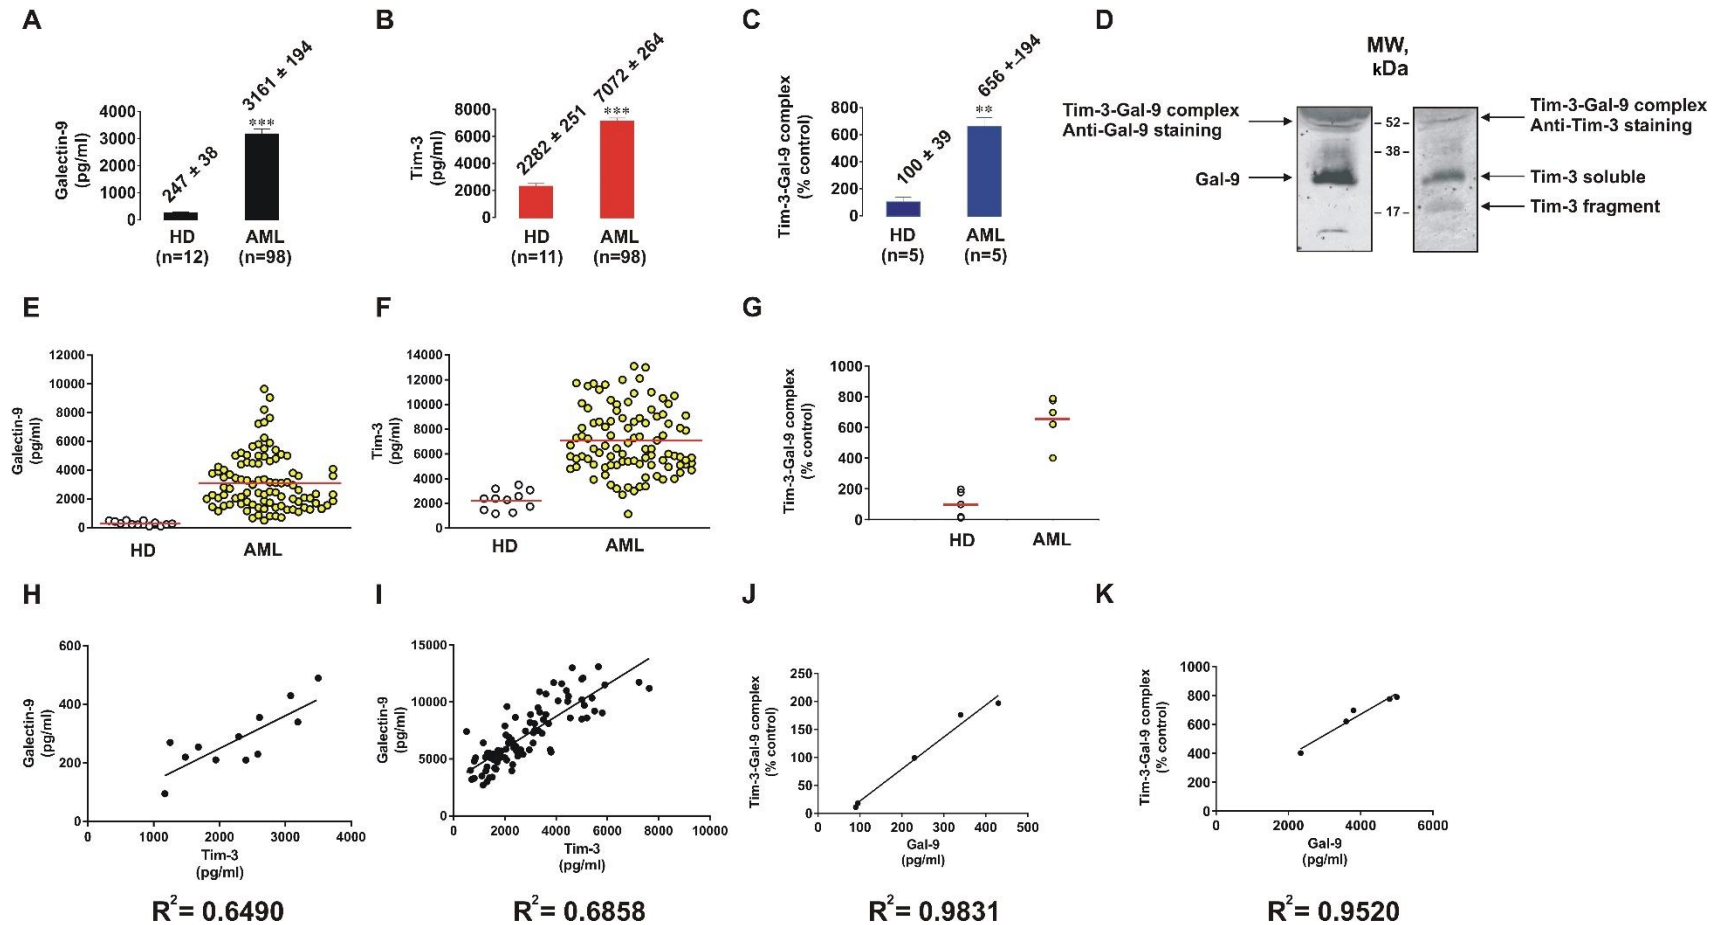 A
Galectin-9
(pg/ml)
4000
3000
2000
1000
0
247 ± 38
3161 ± 194
***
HD
(n=12)
AML
(n=98)
B
Tim-3
(pg/ml)
8000
6000
4000
2000
0
2282 ± 251
7072 ± 264
***
HD
(n=11)
AML
(n=98)
C
Tim-3-Gal-9 complex
(% control)
800
600
400
200
0
100 ± 39
656 +-194
**
HD
(n=5)
AML
(n=5)
D
MW,
kDa
Tim-3-Gal-9 complex
Anti-Gal-9 staining
Gal-9
- 52 -
- 38 -
- 17 -
Tim-3-Gal-9 complex
Anti-Tim-3 staining
Tim-3 soluble
Tim-3 fragment
E
Galectin-9
(pg/ml)
12000
10000
8000
6000
4000
2000
0
HD
AML
F
Tim-3
(pg/ml)
14000
12000
10000
8000
6000
4000
2000
0
HD
AML
G
Tim-3-Gal-9 complex
(% control)
1000
800
600
400
200
0
HD
AML
H
Galectin-9
(pg/ml)
600
400
200
0
0 1000 2000 3000 4000
Tim-3
(pg/ml)
R²= 0.6490
I
Galectin-9
(pg/ml)
15000
10000
5000
0
0 2000 4000 6000 8000 10000
Tim-3
(pg/ml)
R²= 0.6858
J
Tim-3-Gal-9 complex
(% control)
250
200
150
100
50
0
0 100 200 300 400 500
Gal-9
(pg/ml)
R²= 0.9831
K
Tim-3-Gal-9 complex
(% control)
1000
800
600
400
200
0
0 2000 4000 6000
Gal-9
(pg/ml)
R²= 0.9520